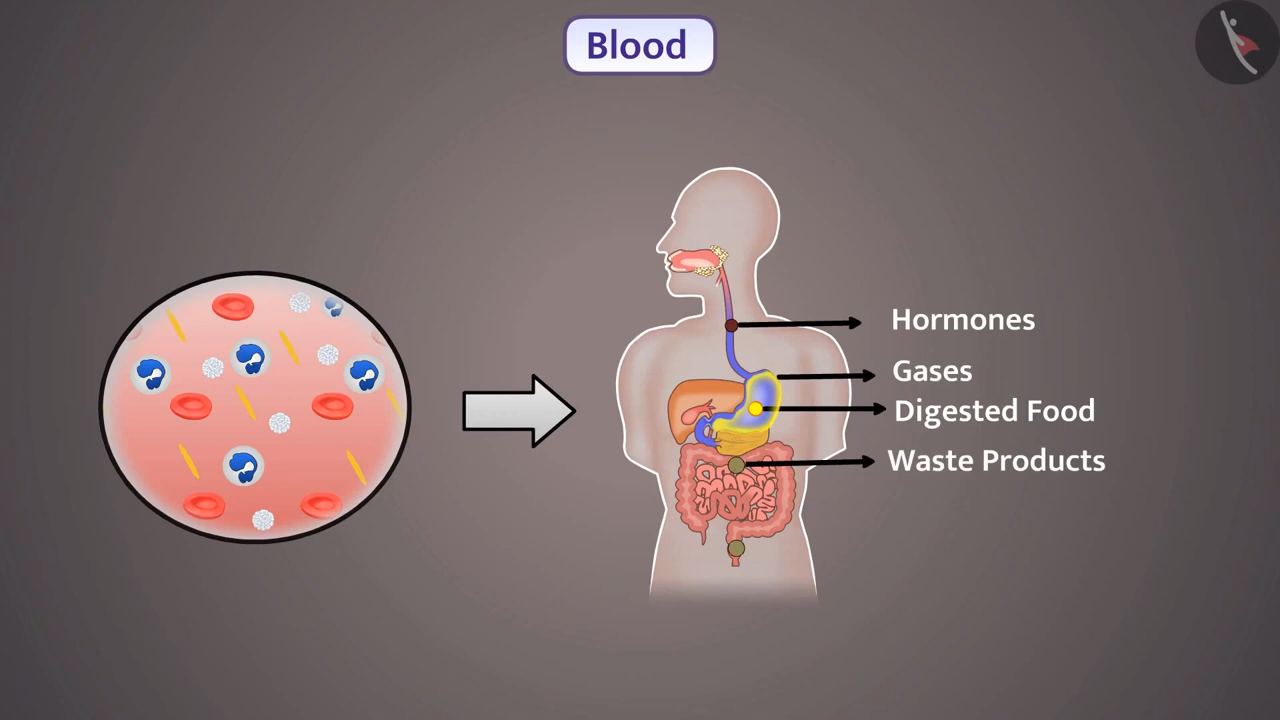 Blood
Hormones
Gases
Digested Food
Waste Products